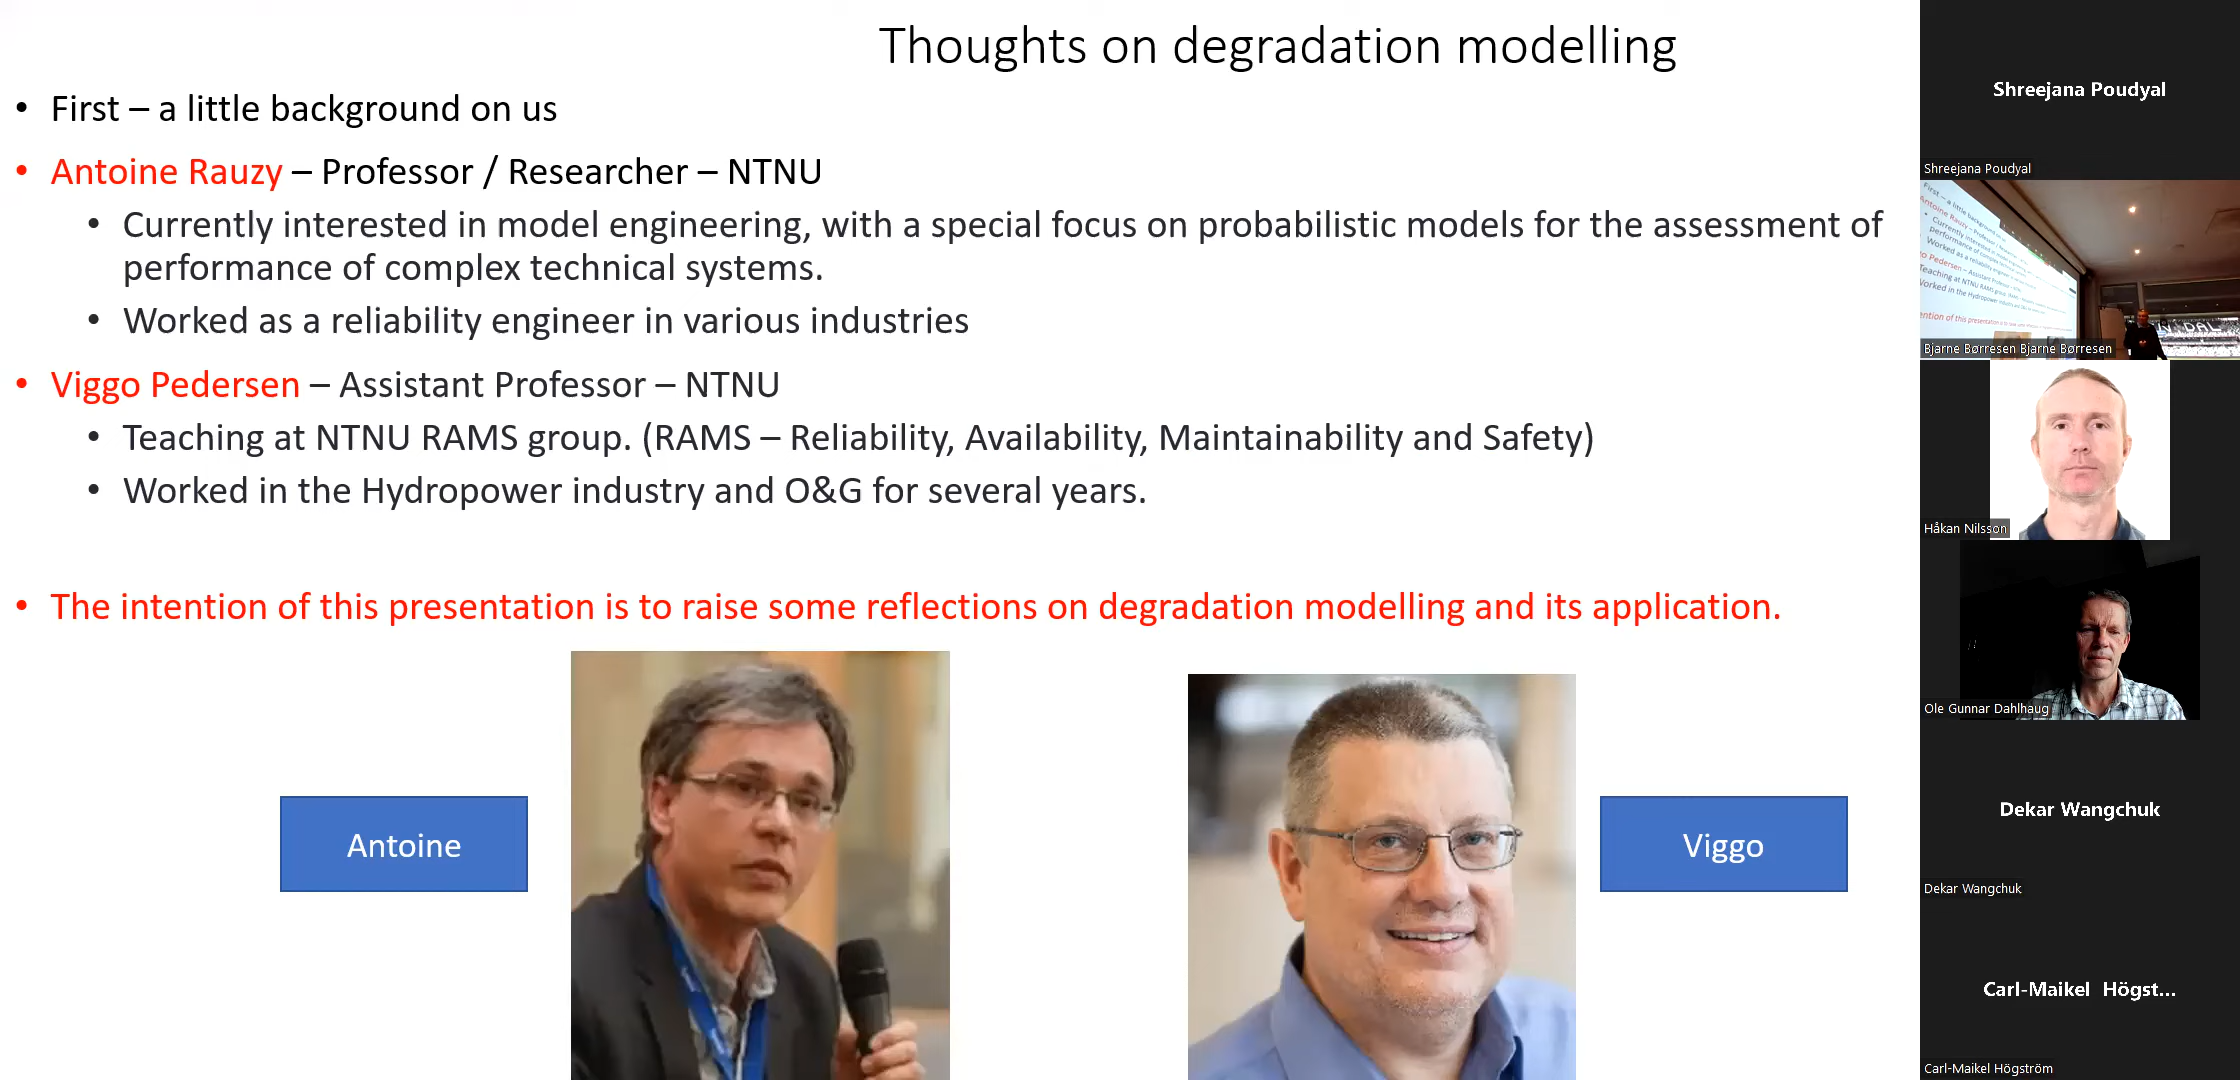 Thoughts on degradation modelling
• First – a little background on us
• Antoine Rauzy – Professor / Researcher – NTNU
• Currently interested in model engineering, with a special focus on probabilistic models for the assessment of
performance of complex technical systems.
• Worked as a reliability engineer in various industries
• Viggo Pedersen – Assistant Professor – NTNU
• Teaching at NTNU RAMS group. (RAMS – Reliability, Availability, Maintainability and Safety)
• Worked in the Hydropower industry and O&G for several years.
• The intention of this presentation is to raise some reflections on degradation modelling and its application.
Antoine
Viggo
Shreejana Poudyal
Shreejana Poudyal
Bjarne Børresen Bjarne Børresen
Håkan Nilsson
Ole Gunnar Dahlhaug
Dekar Wangchuk
Dekar Wangchuk
Carl-Maikel Högst...
Carl-Maikel Högström